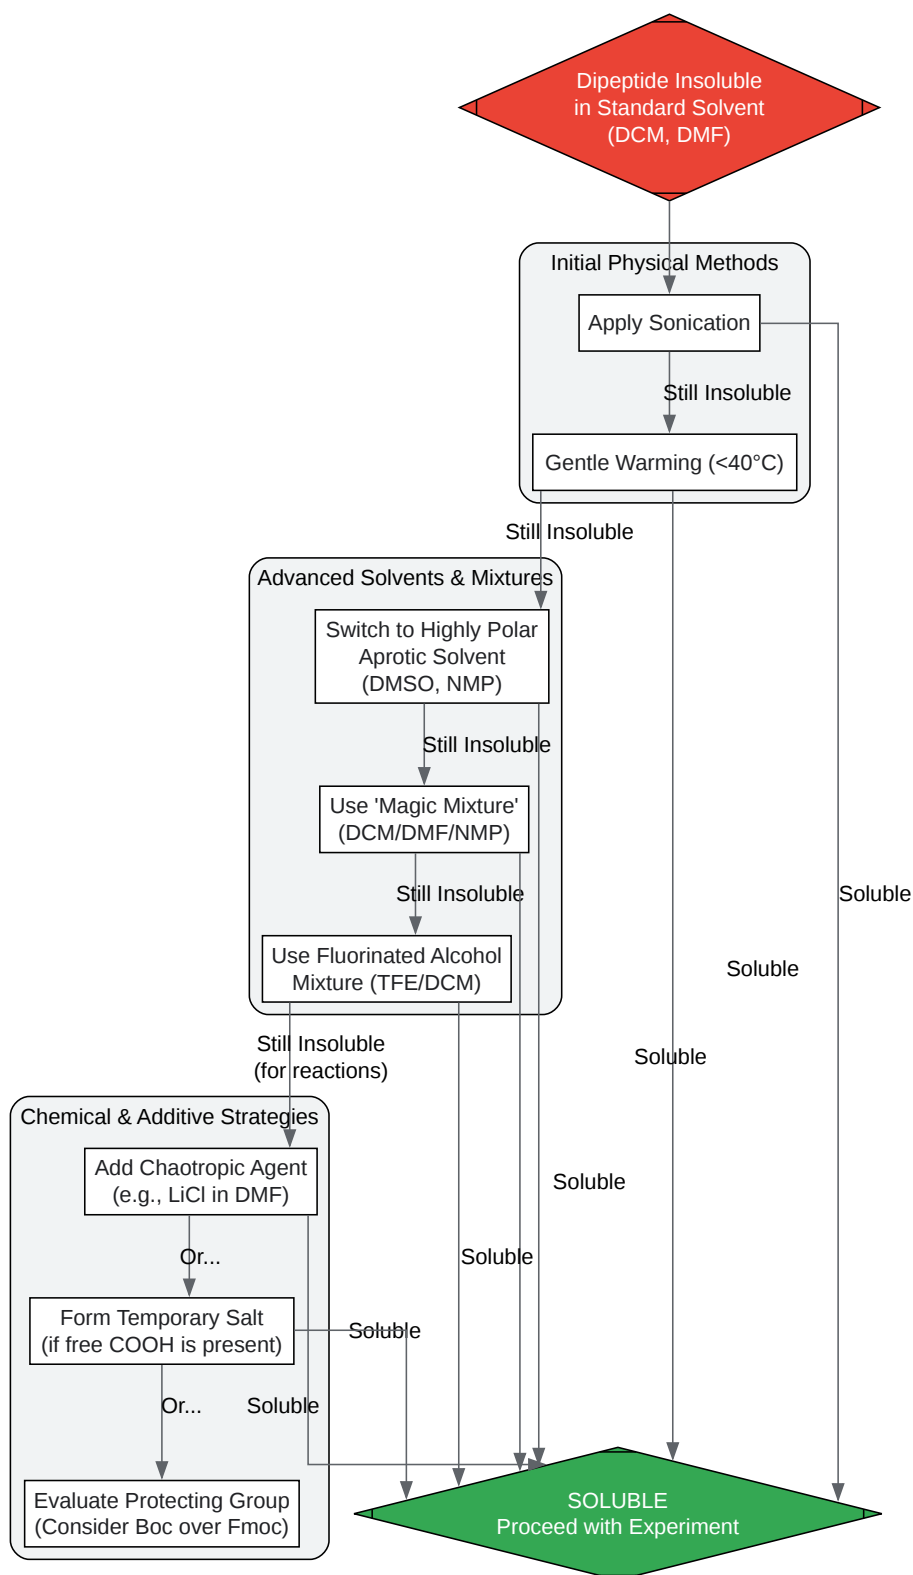 Dipeptide Insoluble
in Standard Solvent
(DCM, DMF)
Initial Physical Methods
Apply Sonication
Still Insoluble
Gentle Warming (<40°C)
Still Insoluble
Advanced Solvents & Mixtures
Switch to Highly Polar
Aprotic Solvent
(DMSO, NMP)
Still Insoluble
Use 'Magic Mixture'
(DCM/DMF/NMP)
Still Insoluble
Soluble
Use Fluorinated Alcohol
Mixture (TFE/DCM)
Soluble
Still Insoluble
(for reactions)
Soluble
Chemical & Additive Strategies
Add Chaotropic Agent
(e.g., LiCl in DMF)
Soluble
Or...
Soluble
Form Temporary Salt
(if free COOH is present)
Soluble
Or...
Soluble
Evaluate Protecting Group
(Consider Boc over Fmoc)
SOLUBLE
Proceed with Experiment